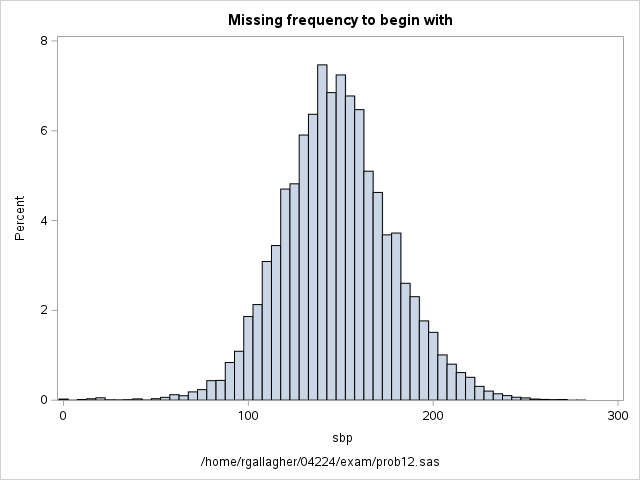 Missing frequency to begin with
8
6
4
2
0
Percent
0 100 200 300
sbp
/home/rgallagher/04224/exam/prob12.sas